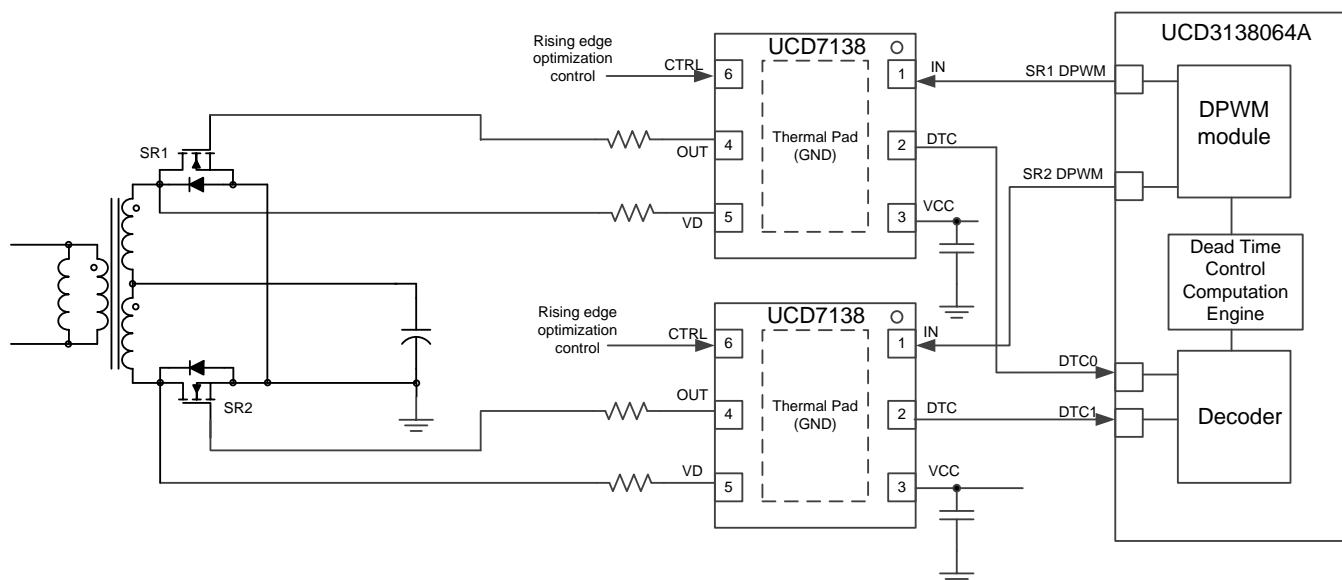 UCD7138
UCD3138064A
Rising edge
optimization
control
CTRL
6
1
IN
SR1 DPWM
DPWM
module
SR1
Thermal Pad
(GND)
4
OUT
2
DTC
SR2 DPWM
VD
5
3
VCC
Dead Time
Control
Computation
Engine
UCD7138
Rising edge
optimization
control
CTRL
6
1
IN
DTC0
SR2
OUT
4
Thermal Pad
(GND)
2
DTC
DTC1
Decoder
VD
5
3
VCC